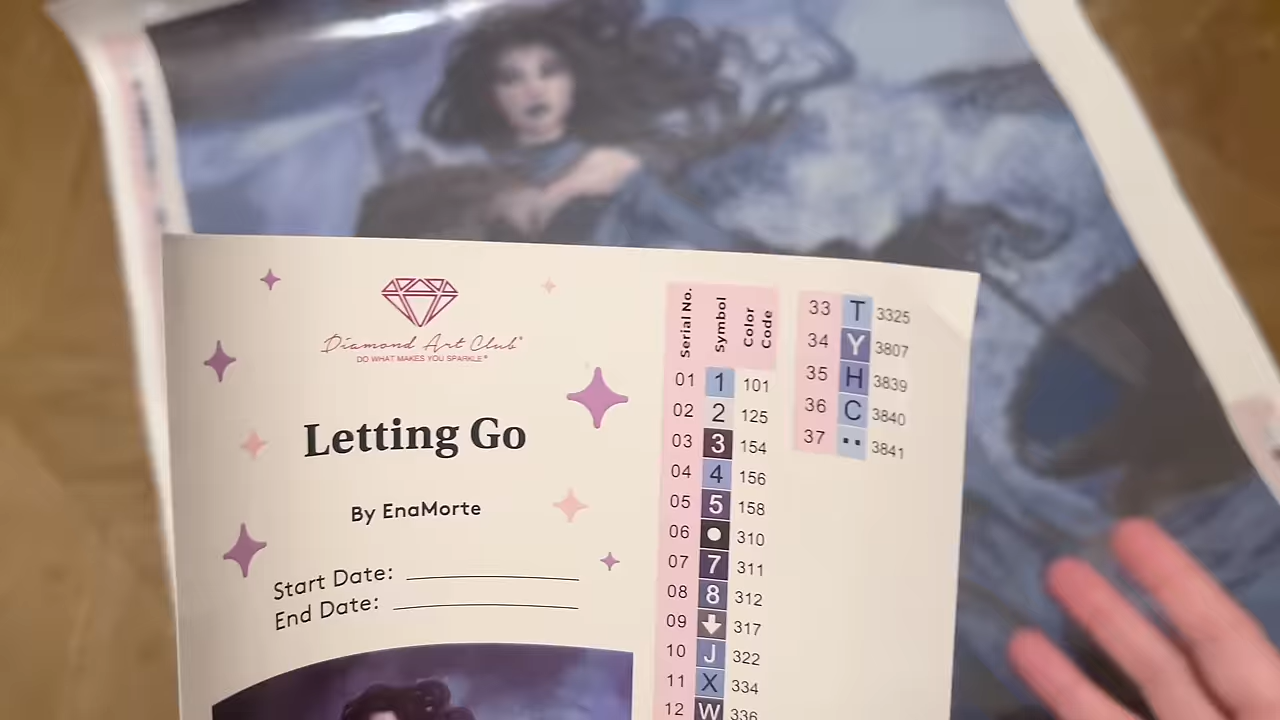 Diamond Art Club®
DO WHAT MAKES YOU SPARKLE®
Letting Go
By EnaMorte
Start Date:
End Date:
Serial No. Symbol Color Code
01 1 101
02 2 125
03 3 154
04 4 156
05 5 158
06 ● 310
07 7 311
08 8 312
09 ⬇ 317
10 J 322
11 X 334
12 W 336
33 T 3325
34 Y 3807
35 H 3839
36 C 3840
37 ▪▪ 3841